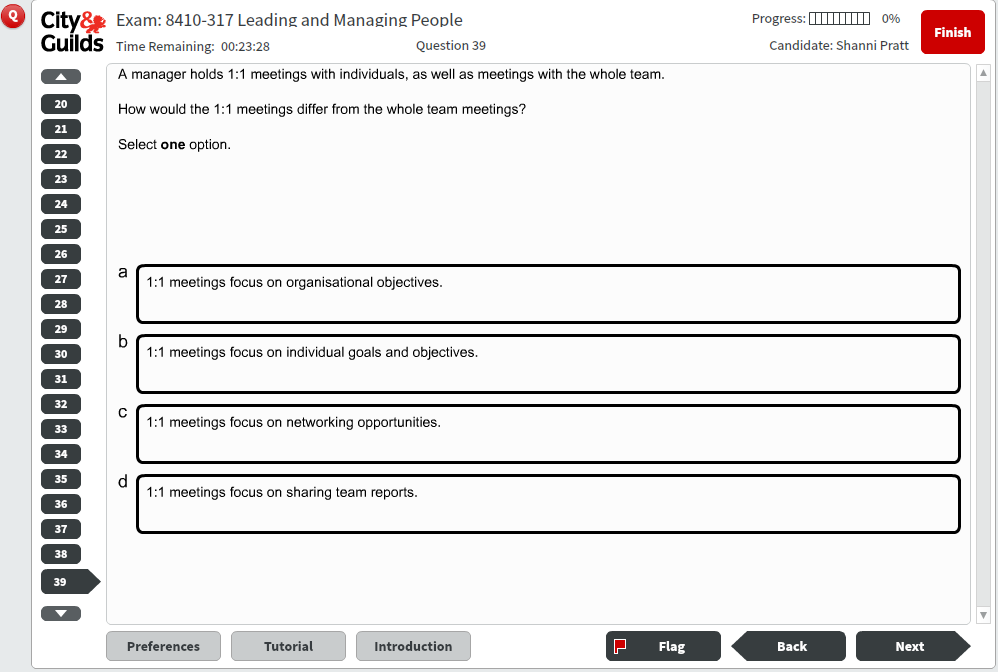 Q
City&
Guilds
Exam: 8410-317 Leading and Managing People
Progress: 0%
Finish
Time Remaining: 00:23:28
Question 39
Candidate: Shanni Pratt
A manager holds 1:1 meetings with individuals, as well as meetings with the whole team.
How would the 1:1 meetings differ from the whole team meetings?
Select one option.
20
21
22
23
24
25
26
27
28
29
30
31
32
33
34
35
36
37
38
39
a
1:1 meetings focus on organisational objectives.
b
1:1 meetings focus on individual goals and objectives.
c
1:1 meetings focus on networking opportunities.
d
1:1 meetings focus on sharing team reports.
Preferences
Tutorial
Introduction
Flag
Back
Next